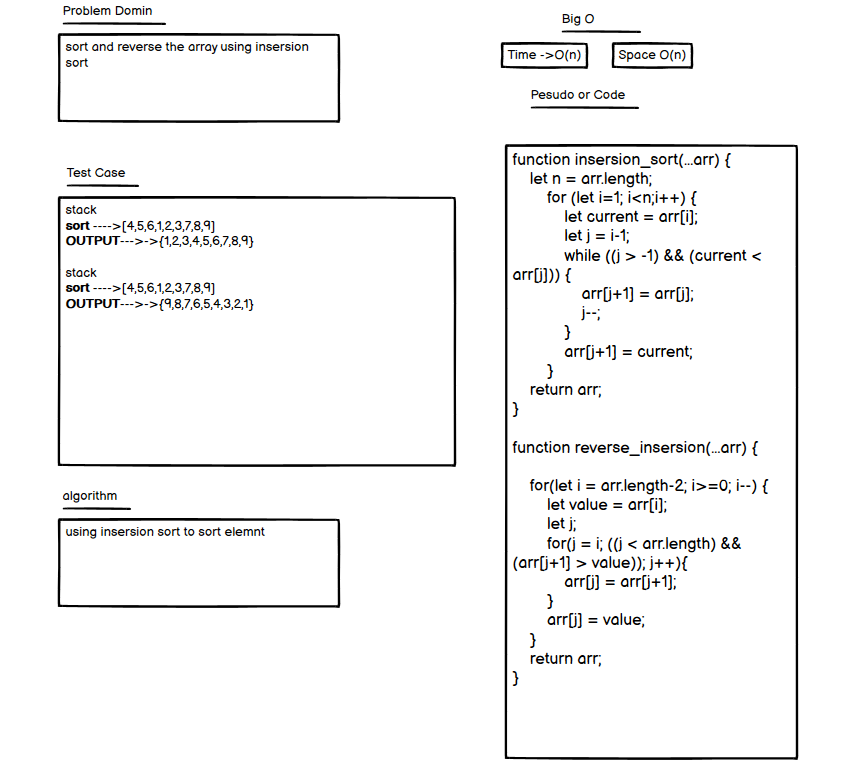 Problem Domin
sort and reverse the array using insersion
sort
Test Case
stack
sort ---->[4,5,6,1,2,3,7,8,9]
OUTPUT--->->{1,2,3,4,5,6,7,8,9}
stack
sort ---->[4,5,6,1,2,3,7,8,9]
OUTPUT--->->{9,8,7,6,5,4,3,2,1}
algorithm
using insersion sort to sort elemnt
Big O
Time ->O(n)
Space O(n)
Pesudo or Code
function insersion_sort(...arr) {
let n = arr.length;
for (let i=1; i<n;i++) {
let current = arr[i];
let j = i-1;
while ((j > -1) && (current <
arr[j])) {
arr[j+1] = arr[j];
j--;
}
arr[j+1] = current;
}
return arr;
}
function reverse_insersion(...arr) {
for(let i = arr.length-2; i>=0; i--) {
let value = arr[i];
let j;
for(j = i; ((j < arr.length) &&
(arr[j+1] > value)); j++){
arr[j] = arr[j+1];
}
arr[j] = value;
}
return arr;
}